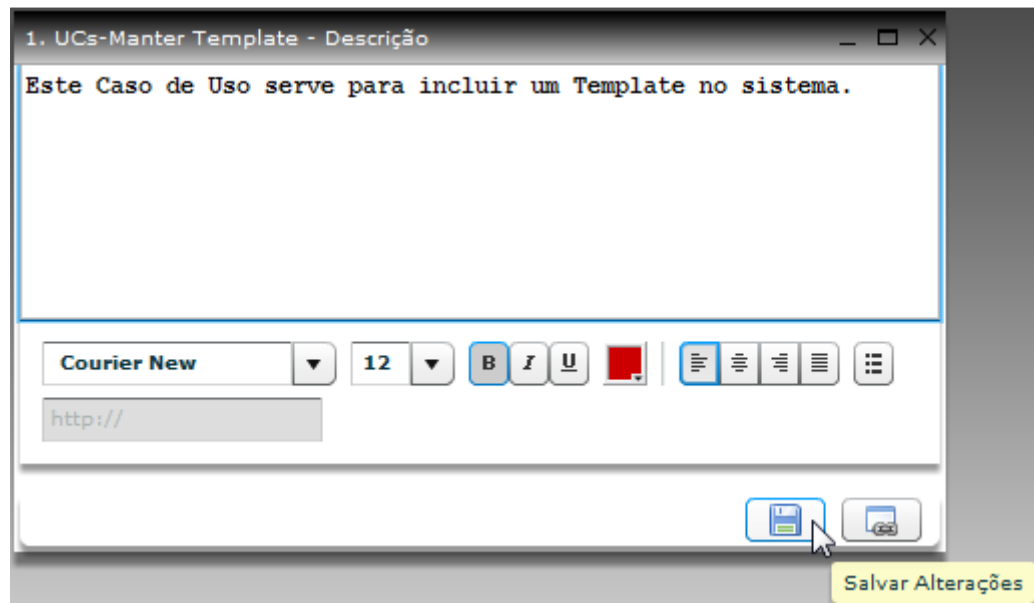 1. UCs-Manter Template - Descrição
Este Caso de Uso serve para incluir um Template no sistema.
Courier New 12 B I U
http://
Salvar Alterações